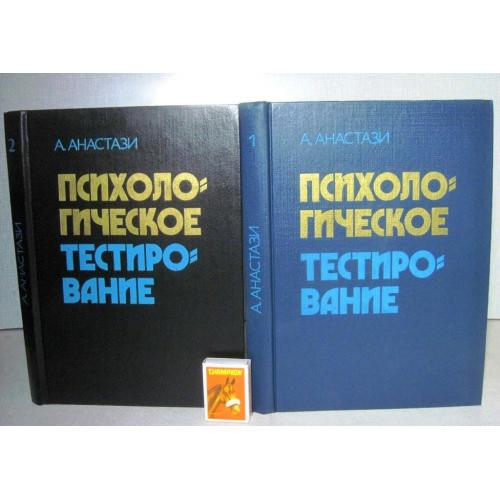 2
А. АНАСТАЗИ
А. АНАСТАЗИ
ПСИХОЛО=
ГИЧЕСКОЕ
ТЕСТИРО=
ВАНИЕ
1
А. АНАСТАЗИ
А. АНАСТАЗИ
ПСИХОЛО=
ГИЧЕСКОЕ
ТЕСТИРО=
ВАНИЕ